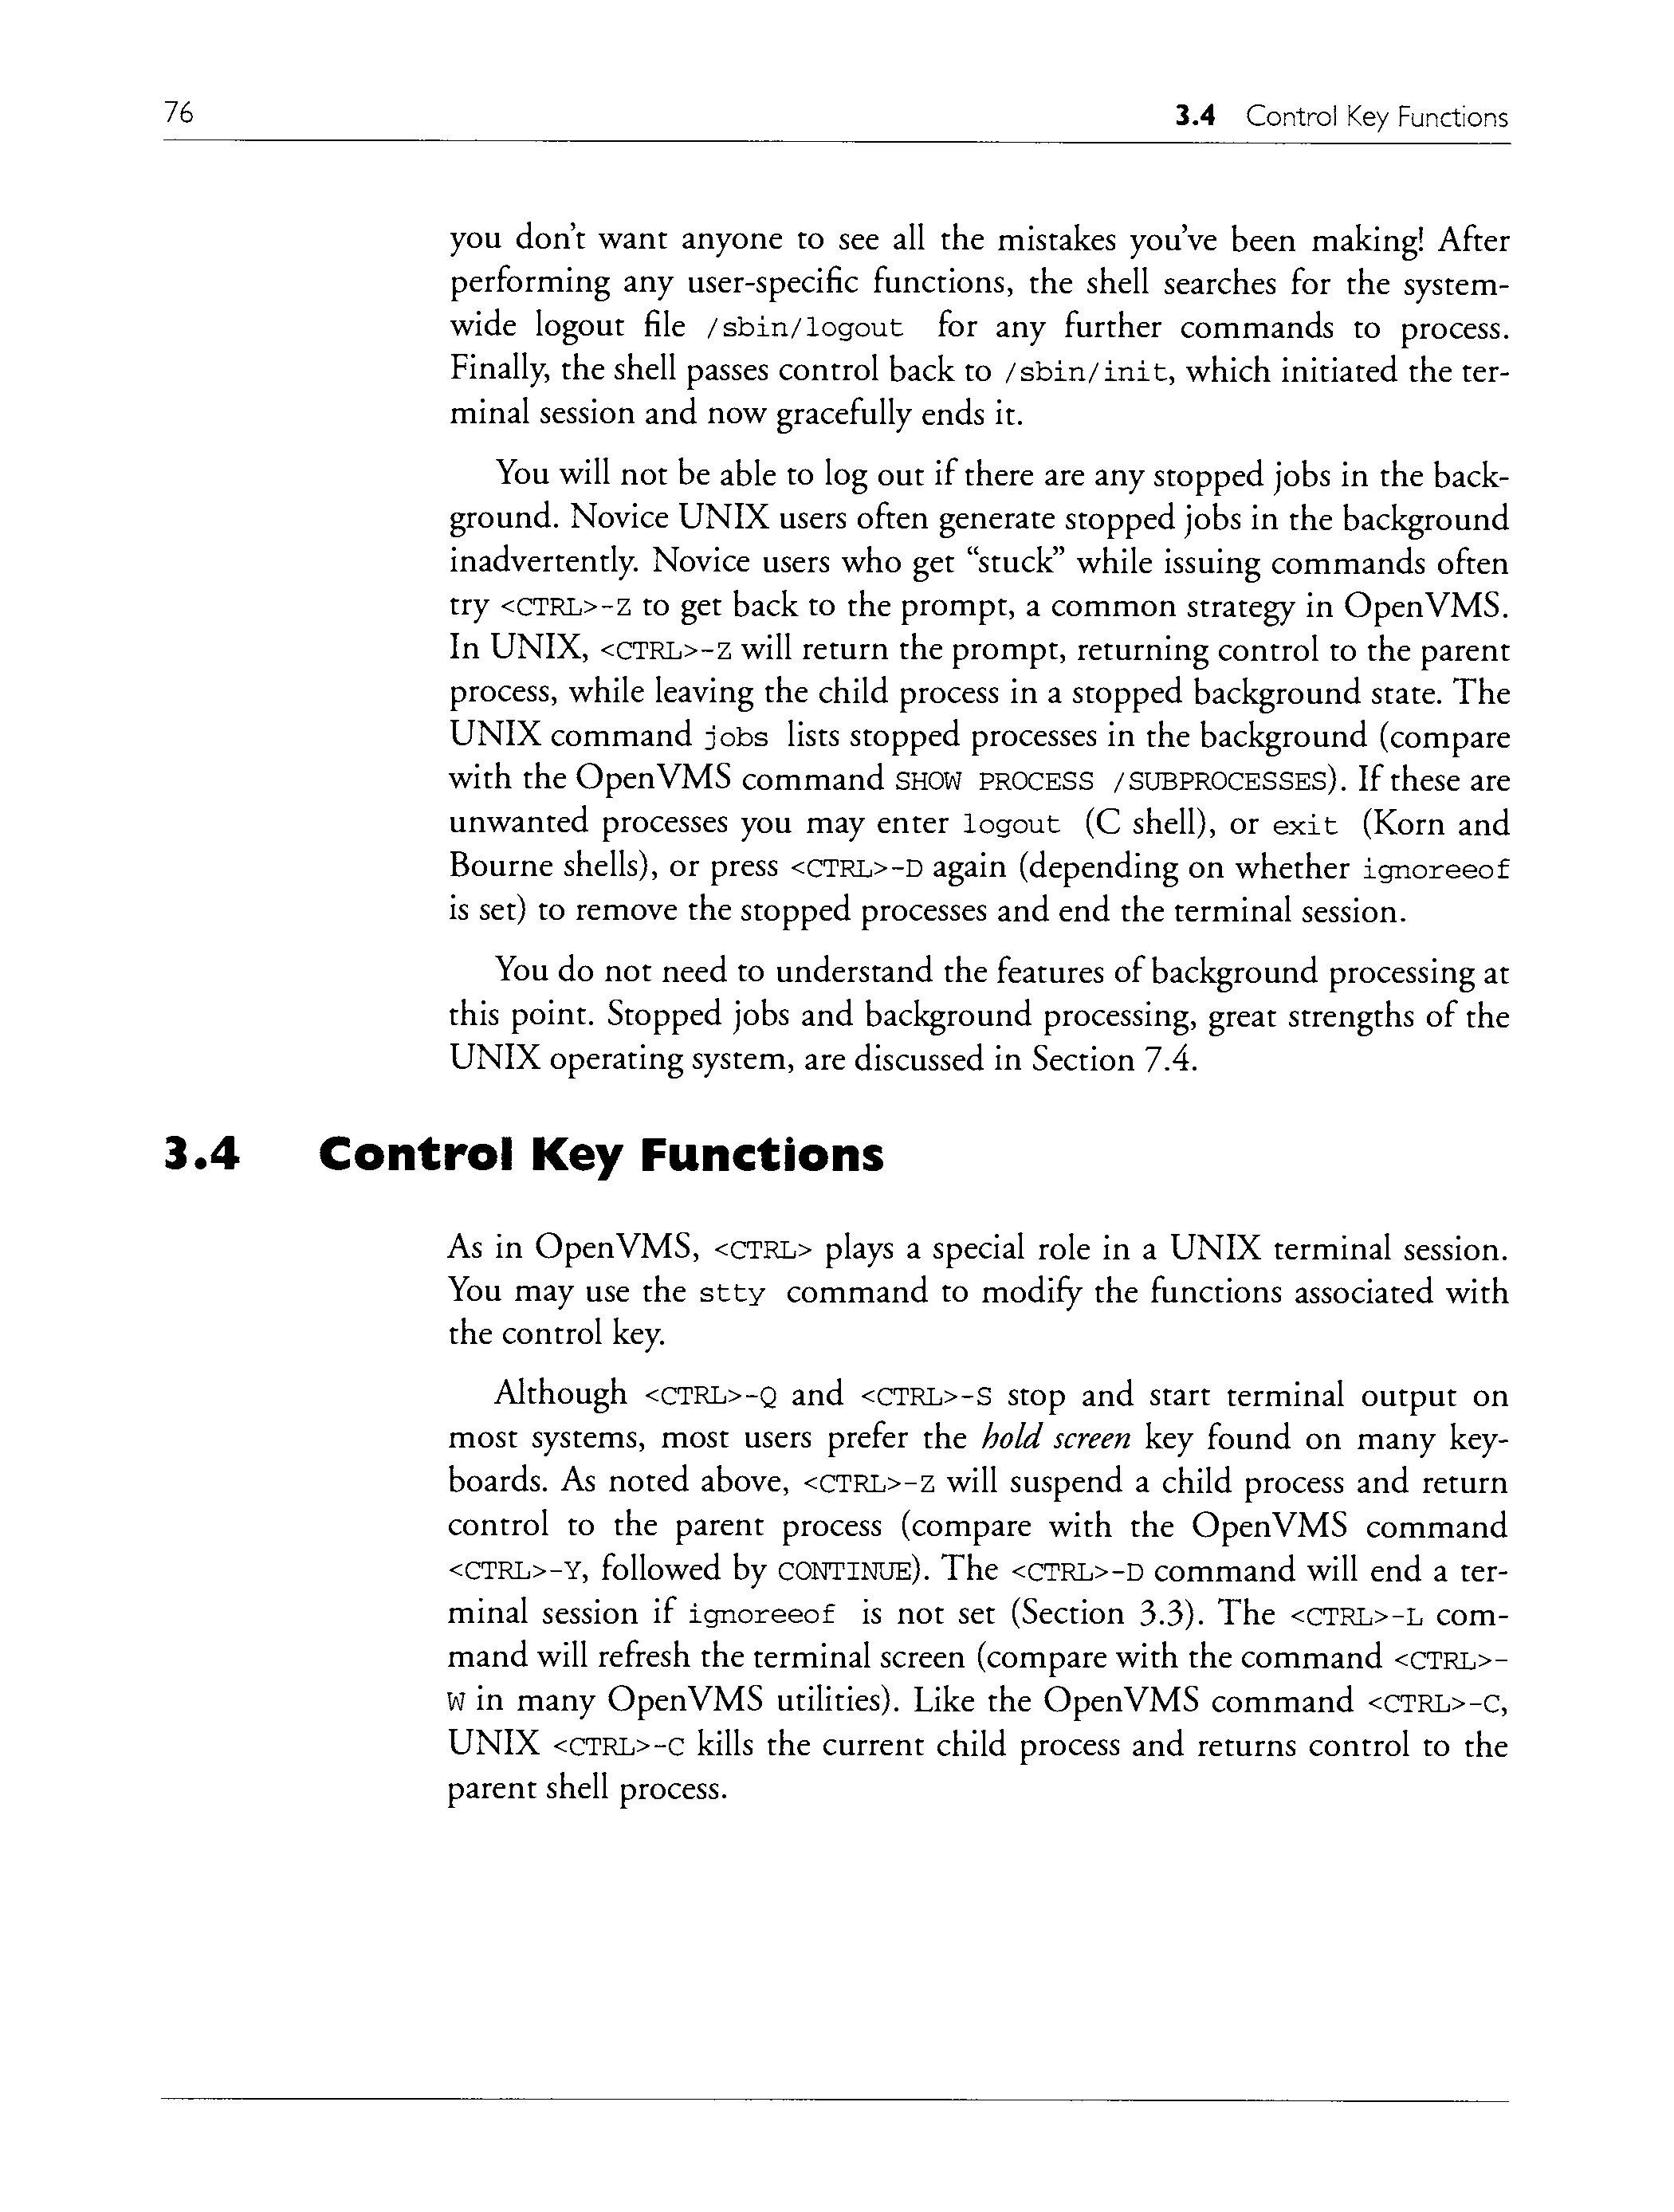 76
3.4 Control Key Functions
you don’t want anyone to see all the mistakes you’ve been making! After
performing any user-specific functions, the shell searches for the system-
wide logout file /sbin/logout for any further commands to process.
Finally, the shell passes control back to /sbin/init, which initiated the ter-
minal session and now gracefully ends it.
You will not be able to log out if there are any stopped jobs in the back-
ground. Novice UNIX users often generate stopped jobs in the background
inadvertently. Novice users who get “stuck” while issuing commands often
try <CTRL>-Z to get back to the prompt, a common strategy in OpenVMS.
In UNIX, <CTRL>-Z will return the prompt, returning control to the parent
process, while leaving the child process in a stopped background state. The
UNIX command jobs lists stopped processes in the background (compare
with the OpenVMS command SHOW PROCESS /SUBPROCESSES). If these are
unwanted processes you may enter logout (C shell), or exit (Korn and
Bourne shells), or press <CTRL>-D again (depending on whether ignoreeof
is set) to remove the stopped processes and end the terminal session.
You do not need to understand the features of background processing at
this point. Stopped jobs and background processing, great strengths of the
UNIX operating system, are discussed in Section 7.4.
3.4 Control Key Functions
As in OpenVMS, <CTRL> plays a special role in a UNIX terminal session.
You may use the stty command to modify the functions associated with
the control key.
Although <CTRL>-Q and <CTRL>-S stop and start terminal output on
most systems, most users prefer the hold screen key found on many key-
boards. As noted above, <CTRL>-Z will suspend a child process and return
control to the parent process (compare with the OpenVMS command
<CTRL>-Y, followed by CONTINUE). The <CTRL>-D command will end a ter-
minal session if ignoreeof is not set (Section 3.3). The <CTRL>-L com-
mand will refresh the terminal screen (compare with the command <CTRL>-
W in many OpenVMS utilities). Like the OpenVMS command <CTRL>-C,
UNIX <CTRL>-C kills the current child process and returns control to the
parent shell process.